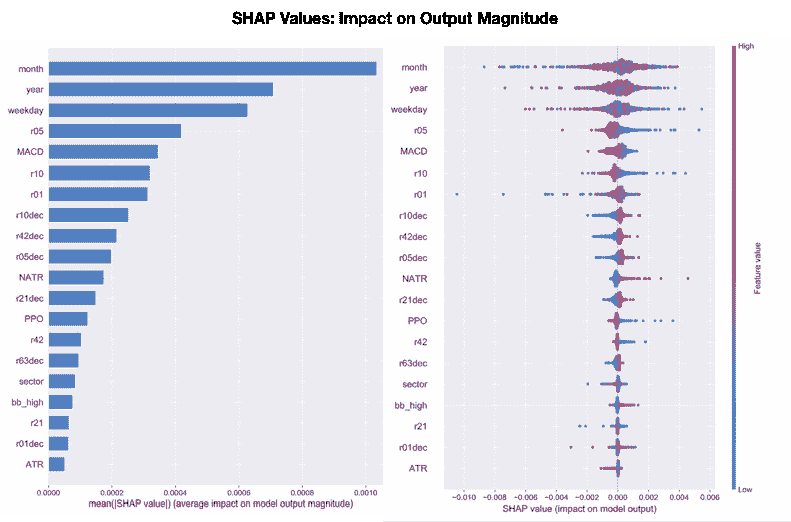 SHAP Values: Impact on Output Magnitude
month
year
weekday
r05
MACD
r10
r01
r10dec
r42dec
r05dec
NATR
r21dec
PPO
r42
r63dec
sector
bb_high
r21
r01dec
ATR
0.0000 0.0002 0.0004 0.0006 0.0008 0.0010
mean(|SHAP value|) (average impact on model output magnitude)
High
month
year
weekday
r05
MACD
r10
r01
r10dec
r42dec
r05dec
NATR
r21dec
PPO
r42
r63dec
sector
bb_high
r21
r01dec
ATR
Feature value
Low
-0.010 -0.008 -0.006 -0.004 -0.002 0.000 0.002 0.004 0.006
SHAP value (impact on model output)